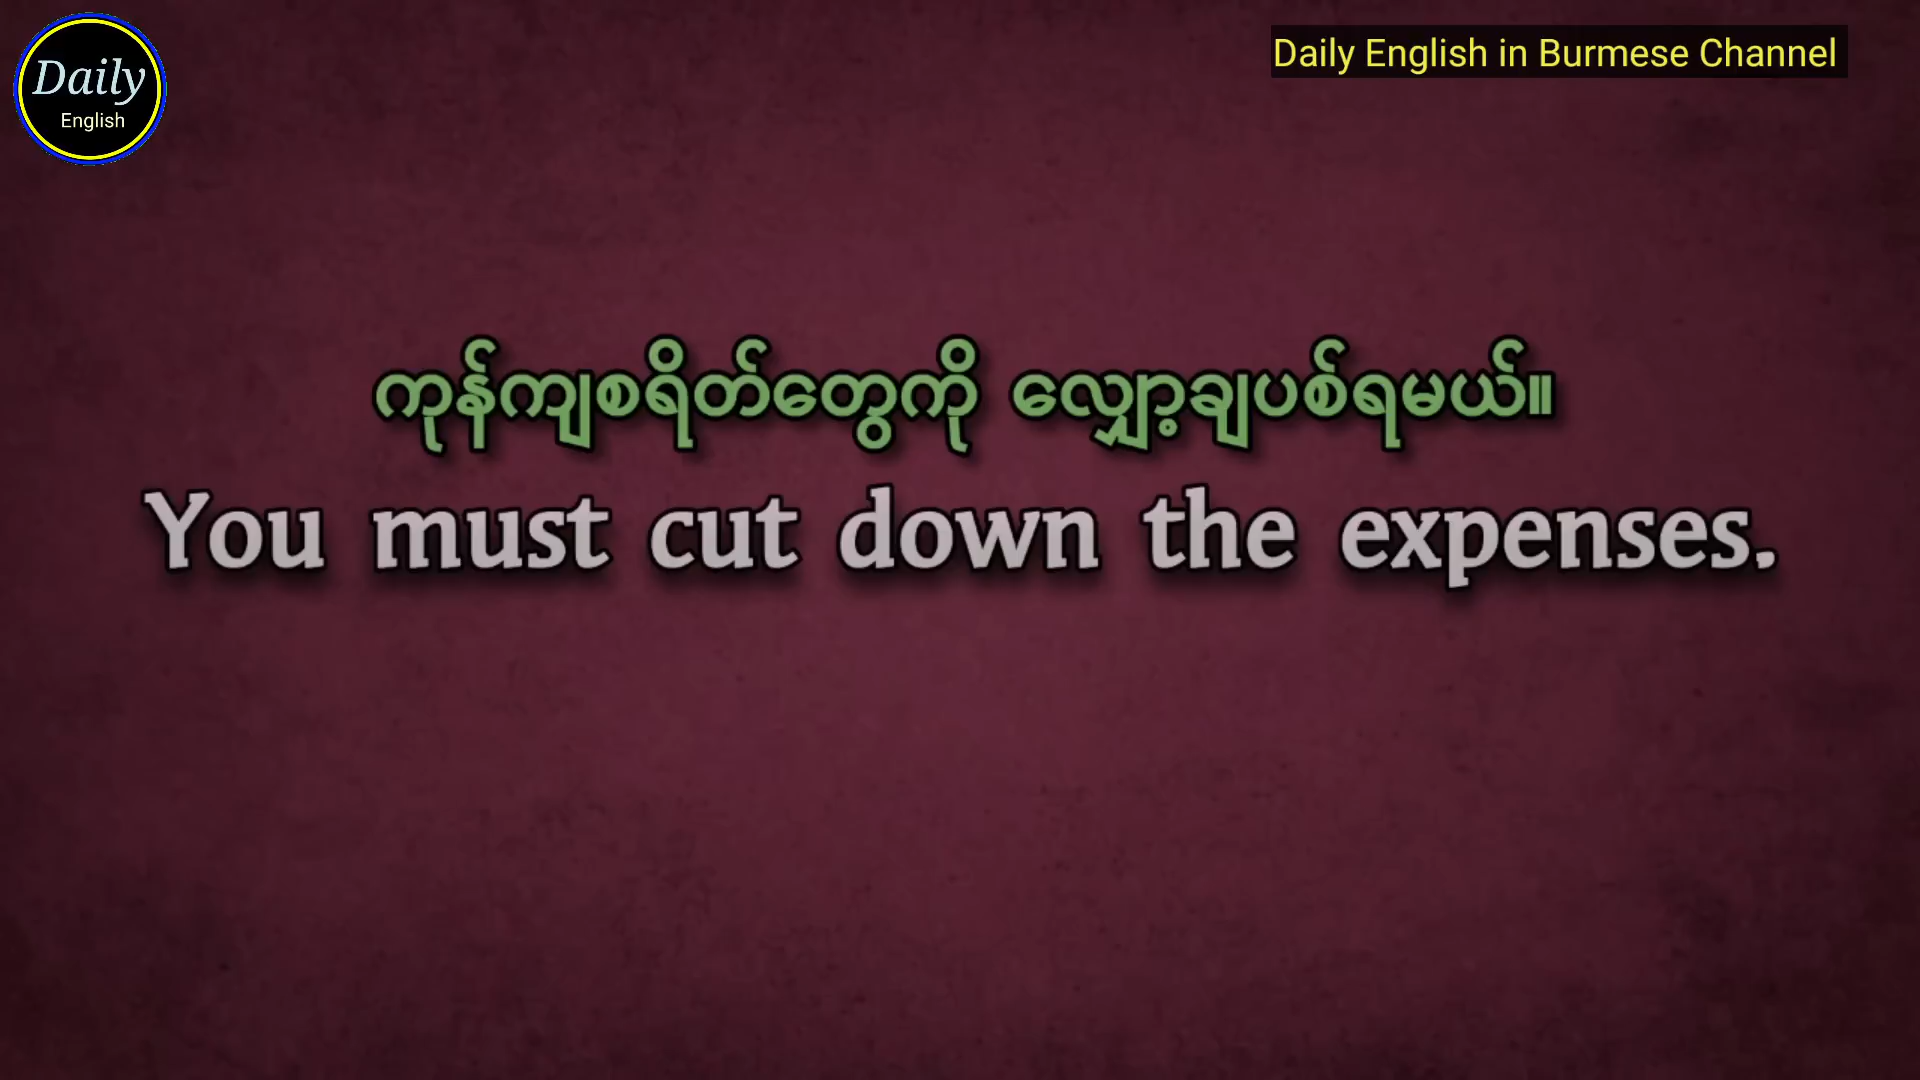 Daily
English
Daily English in Burmese Channel
ကုန်ကျစရိတ်တွေကို လျှော့ချပစ်ရမယ်။
You must cut down the expenses.